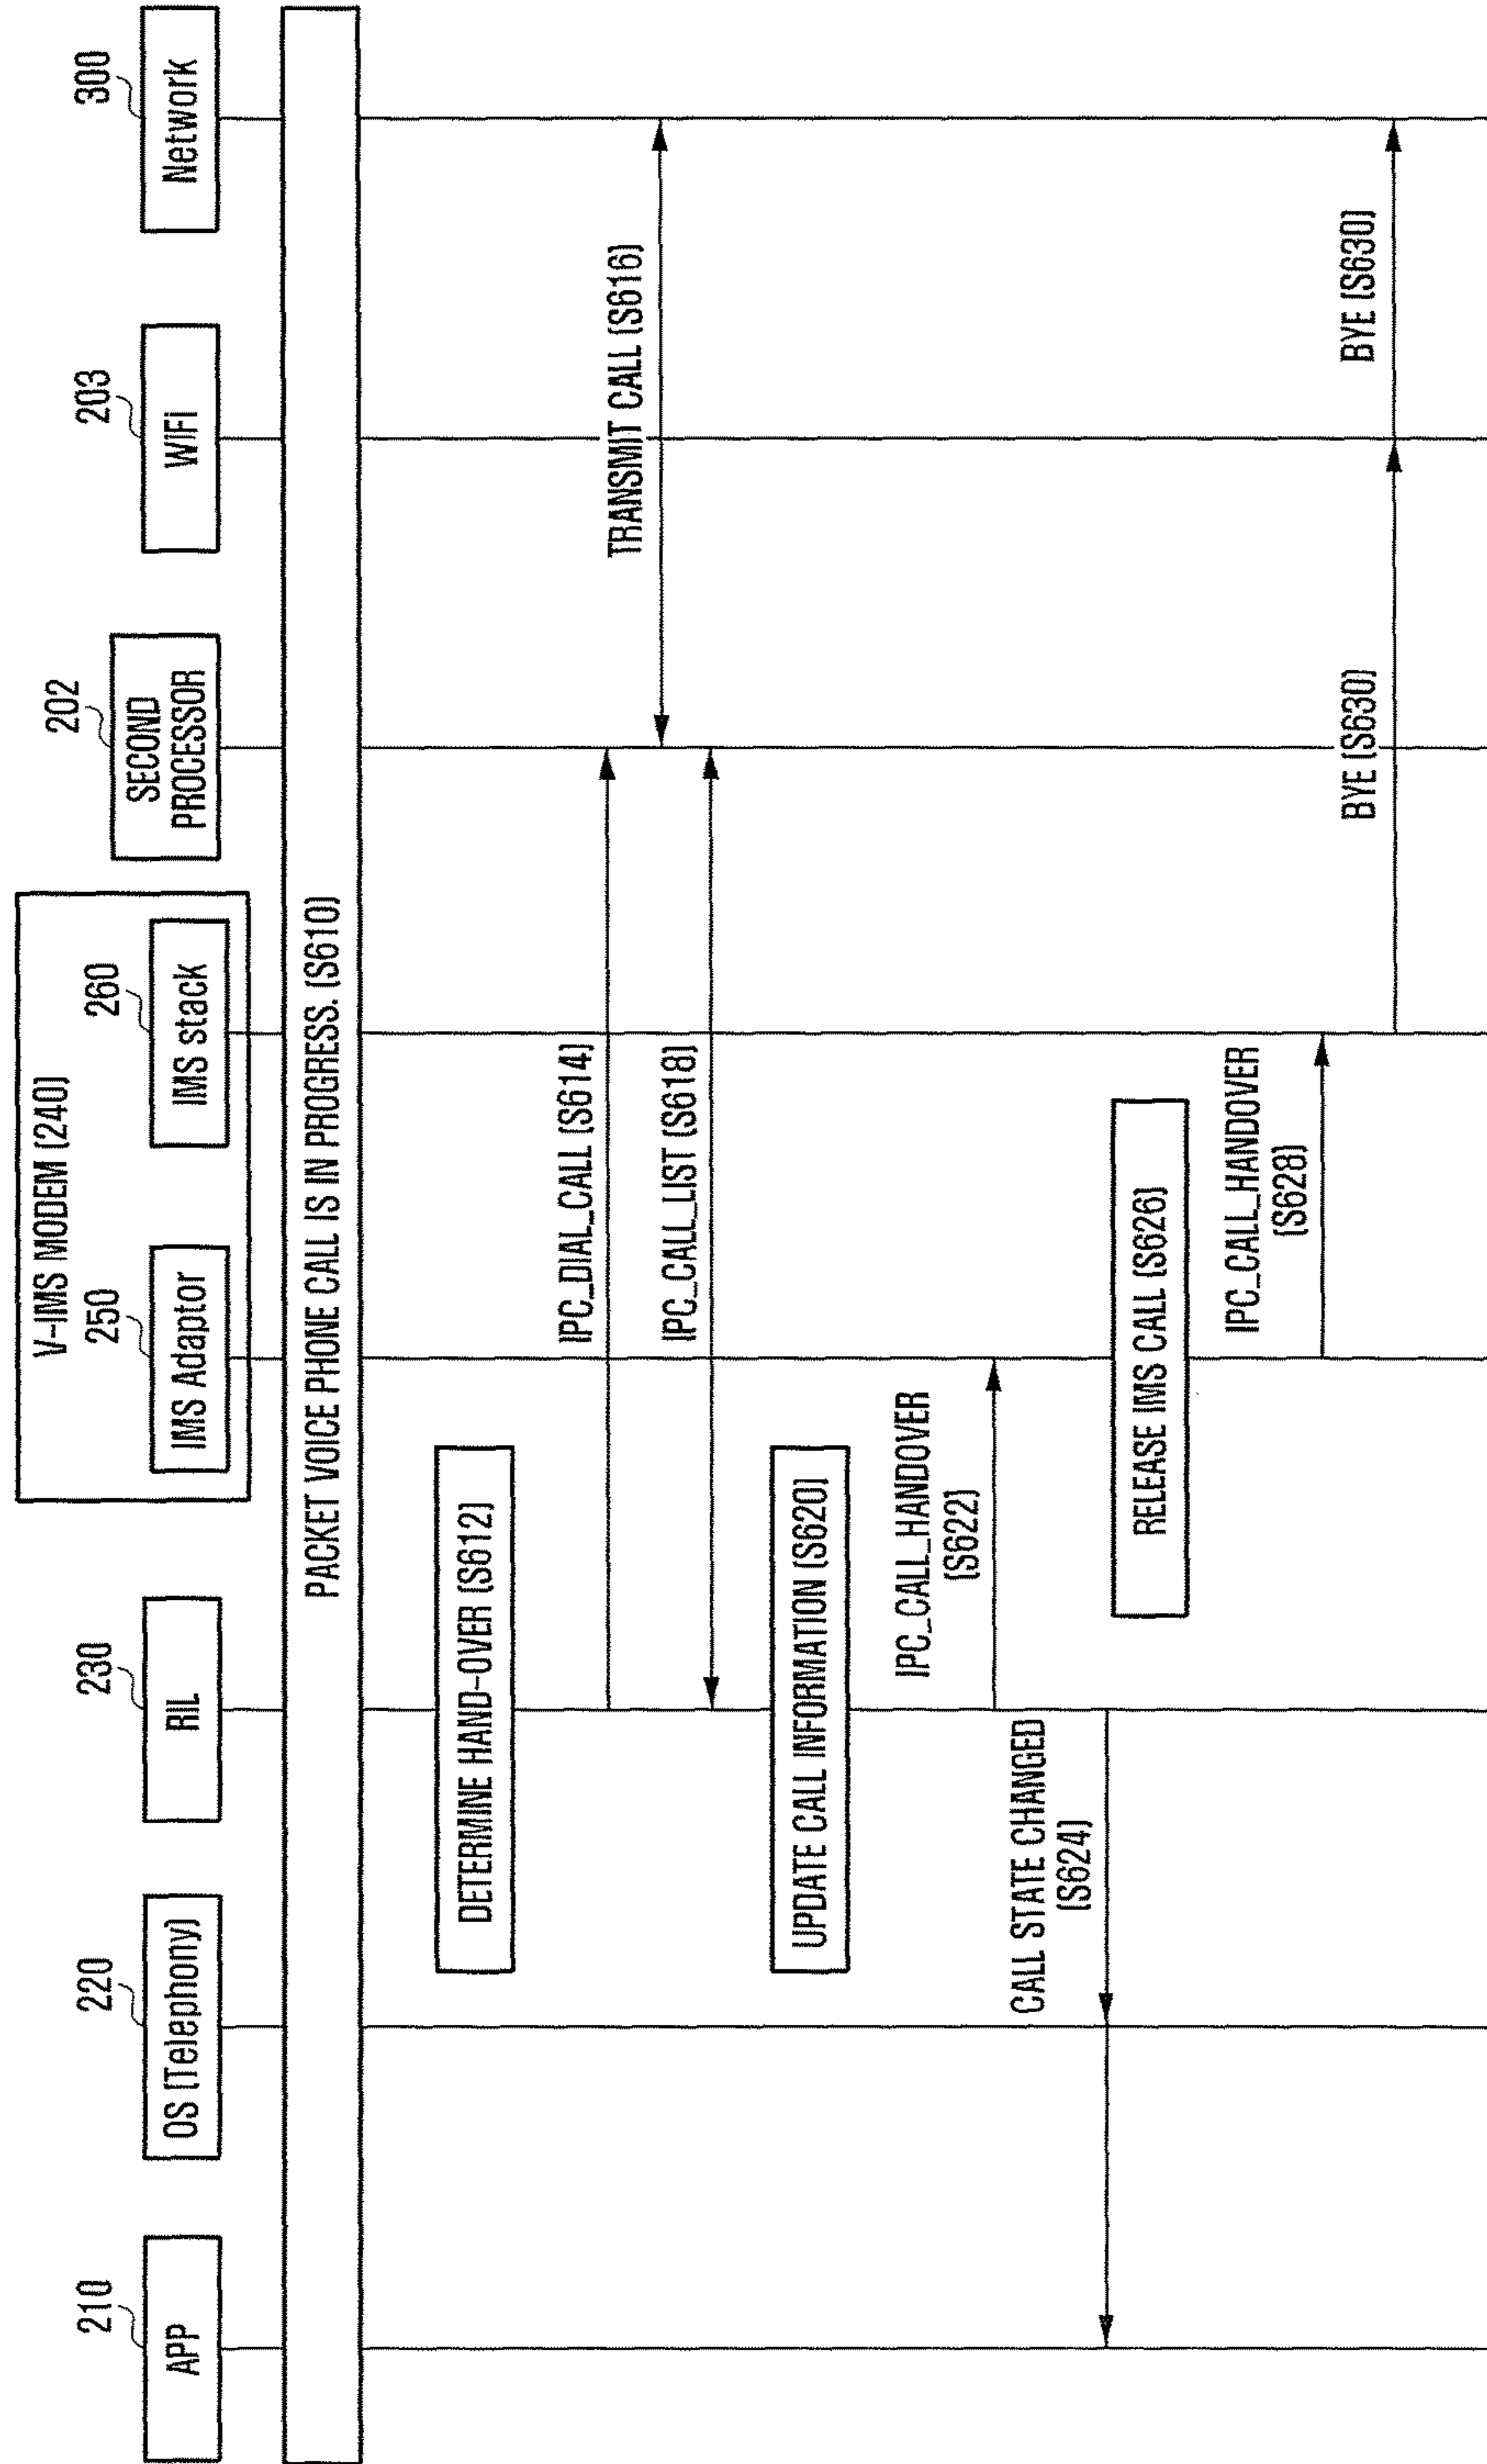 V-IMS MODEM (240)
210
220
230
250
260
202
203
300
APP
OS (Telephony)
RIL
IMS Adaptor
IMS stack
SECOND
PROCESSOR
WiFi
Network
PACKET VOICE PHONE CALL IS IN PROGRESS. (S610)
DETERMINE HAND-OVER (S612)
IPC_DIAL_CALL (S614)
TRANSMIT CALL (S616)
IPC_CALL_LIST (S618)
UPDATE CALL INFORMATION (S620)
IPC_CALL_HANDOVER
(S622)
CALL STATE CHANGED
(S624)
RELEASE IMS CALL (S626)
IPC_CALL_HANDOVER
(S628)
BYE (S630)
BYE (S630)